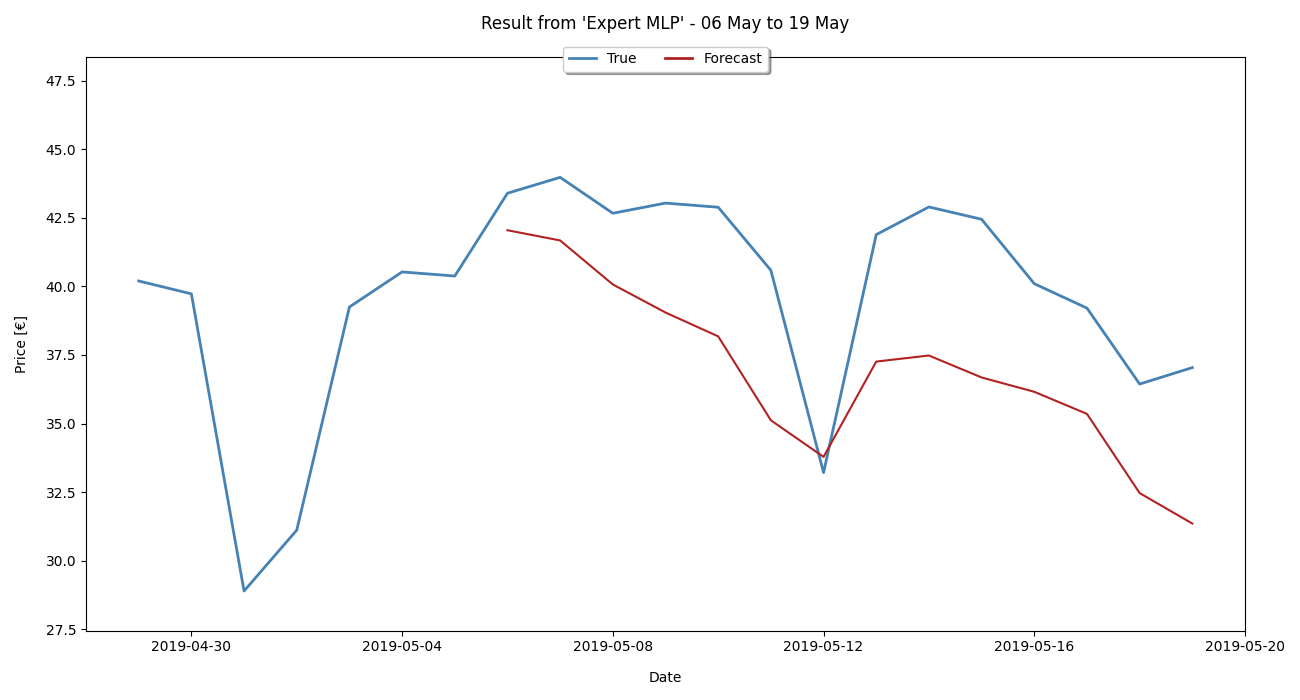 Result from 'Expert MLP' - 06 May to 19 May
True Forecast
47.5
45.0
42.5
40.0
37.5
35.0
32.5
30.0
27.5
Price [€]
2019-04-30 2019-05-04 2019-05-08 2019-05-12 2019-05-16 2019-05-20
Date